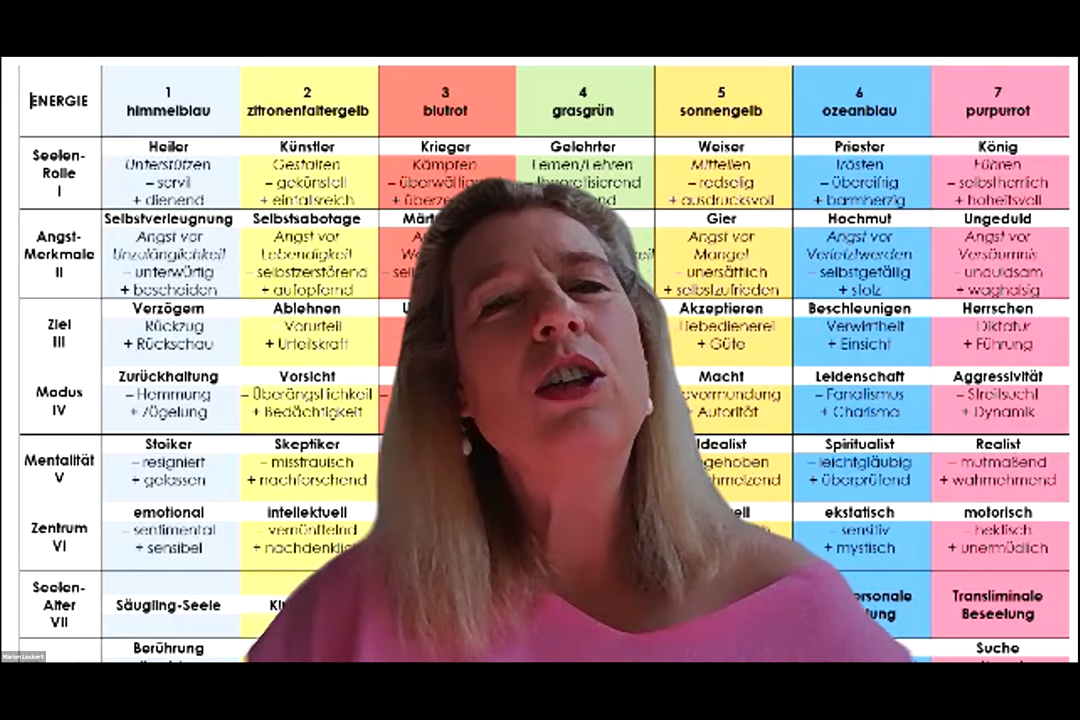 ENERGIE
1
himmelblau
2
zitronenfaltergelb
3
blutrot
4
grasgrün
5
sonnengelb
6
ozeanblau
7
purpurrot
Seelen-
Rolle
I
Heiler
Unterstützen
– servil
+ dienend
Künstler
Gestalten
– gekünstelt
+ einfallsreich
Krieger
Kämpfen
Gelehrter
Lernen/Lehren
Weiser
Mitteilen
– redselig
+ ausdrucksvoll
Priester
Trösten
– übereifrig
+ barmherzig
König
Führen
– selbstherrlich
+ hoheitsvoll
Angst-
Merkmale
II
Selbstverleugnung
Angst vor
Unzulänglichkeit
– unterwürfig
+ bescheiden
Selbstsabotage
Angst vor
Lebendigkeit
– selbstzerstörend
+ aufopfernd
Gier
Angst vor
Mangel
– unersättlich
+ selbstzufrieden
Hochmut
Angst vor
Verletztwerden
– selbstgefällig
+ stolz
Ungeduld
Angst vor
Versäumnis
– unduldsam
+ waghalsig
Ziel
III
Verzögern
– Rückzug
+ Rückschau
Ablehnen
– Vorurteil
+ Urteilskraft
Akzeptieren
Liebedienerei
+ Güte
Beschleunigen
– Verwirrtheit
+ Einsicht
Herrschen
– Diktatur
+ Führung
Modus
IV
Zurückhaltung
– Hemmung
+ Zügelung
Vorsicht
– Überängstlichkeit
+ Bedächtigkeit
Macht
+ Autorität
Leidenschaft
– Fanatismus
+ Charisma
Aggressivität
– Streitsucht
+ Dynamik
Mentalität
V
Stoiker
– resigniert
+ gelassen
Skeptiker
– misstrauisch
+ nachforschend
Idealist
Spiritualist
– leichtgläubig
+ überprüfend
Realist
– mutmaßend
+ wahrnehmend
Zentrum
VI
emotional
– sentimental
+ sensibel
intellektuell
– vernünftelnd
ekstatisch
– sensitiv
+ mystisch
motorisch
– hektisch
+ unermüdlich
Seelen-
Alter
VII
Säugling-Seele
Transliminale
Beseelung
Berührung
Suche
Marion Lockert